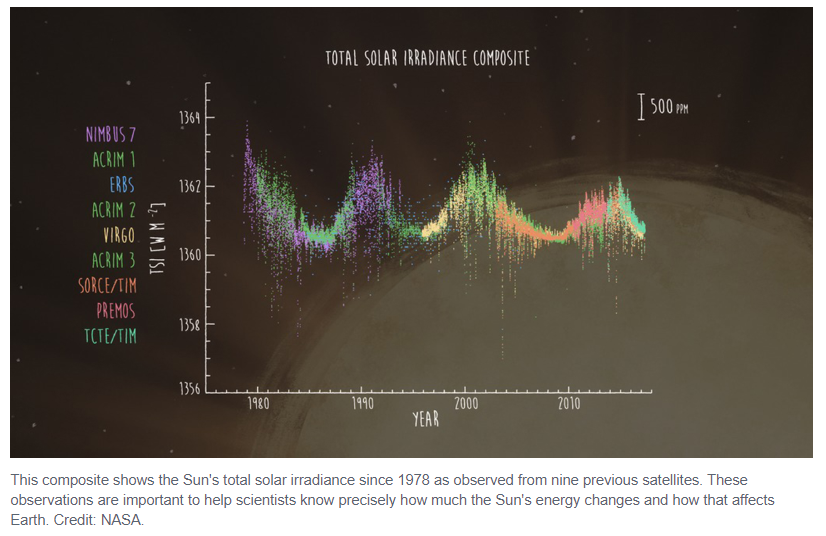 TOTAL SOLAR IRRADIANCE COMPOSITE
500 PPM
1364
NIMBUS 7
ACRIM 1
ERBS
ACRIM 2
VIRGO
ACRIM 3
SORCE/TIM
PREMOS
TCTE/TIM
TSI [W M⁻²]
1362
1360
1358
1356
1980 1990 2000 2010
YEAR
This composite shows the Sun's total solar irradiance since 1978 as observed from nine previous satellites. These
observations are important to help scientists know precisely how much the Sun's energy changes and how that affects
Earth. Credit: NASA.